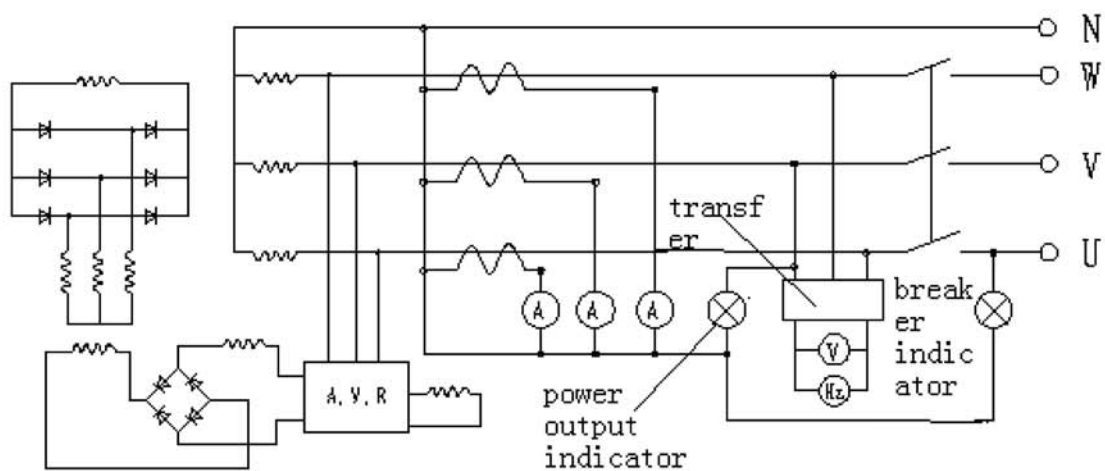 N
W
V
U
transf
er
break
er
indic
ator
A
A
A
V
Hz
A, V, R
power
output
indicator